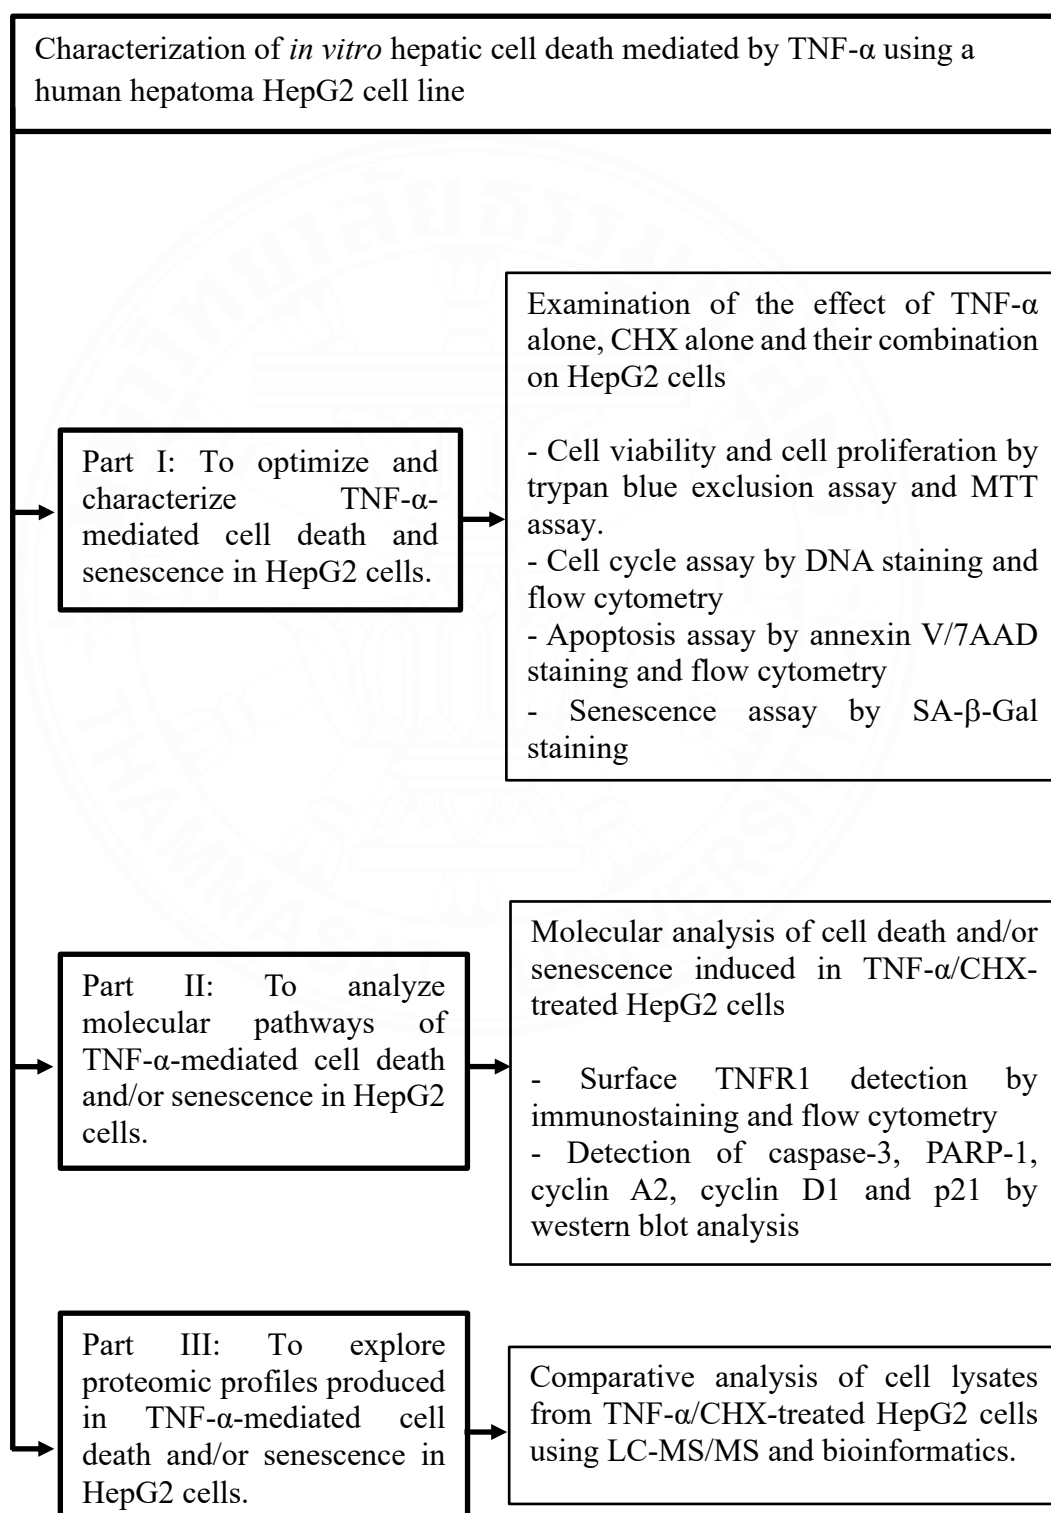 Characterization of in vitro hepatic cell death mediated by TNF-α using a
human hepatoma HepG2 cell line
Part I: To optimize and
characterize TNF-α-
mediated cell death and
senescence in HepG2 cells.
Examination of the effect of TNF-α
alone, CHX alone and their combination
on HepG2 cells
- Cell viability and cell proliferation by
trypan blue exclusion assay and MTT
assay.
- Cell cycle assay by DNA staining and
flow cytometry
- Apoptosis assay by annexin V/7AAD
staining and flow cytometry
- Senescence assay by SA-β-Gal
staining
Part II: To analyze
molecular pathways of
TNF-α-mediated cell death
and/or senescence in HepG2
cells.
Molecular analysis of cell death and/or
senescence induced in TNF-α/CHX-
treated HepG2 cells
- Surface TNFR1 detection by
immunostaining and flow cytometry
- Detection of caspase-3, PARP-1,
cyclin A2, cyclin D1 and p21 by
western blot analysis
Part III: To explore
proteomic profiles produced
in TNF-α-mediated cell
death and/or senescence in
HepG2 cells.
Comparative analysis of cell lysates
from TNF-α/CHX-treated HepG2 cells
using LC-MS/MS and bioinformatics.
THAMMASAT UNIVERSITY